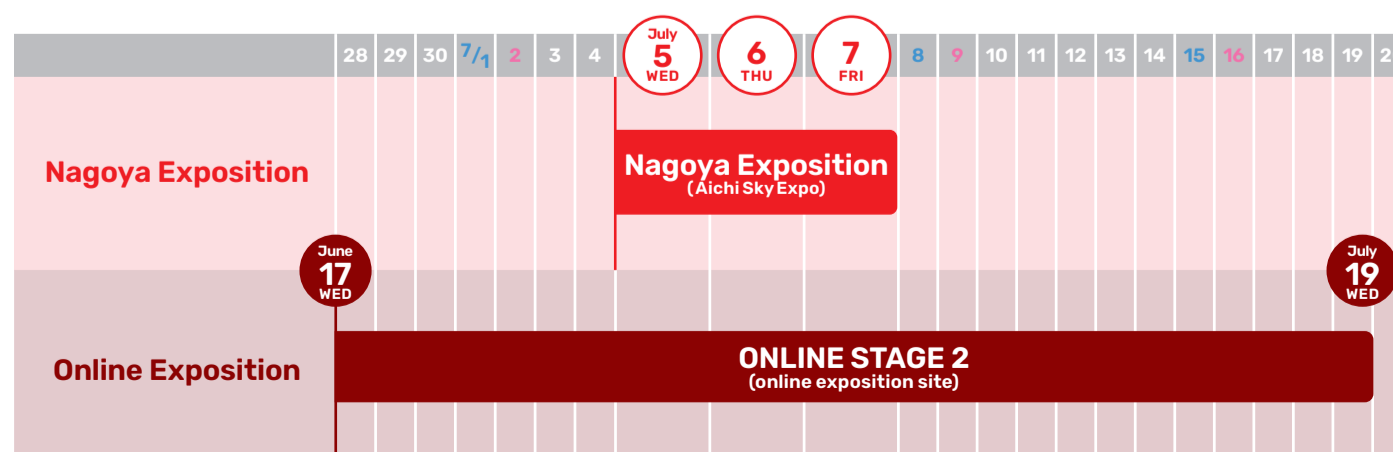 28 29 30 7/1 2 3 4 July 5 WED 6 THU 7 FRI 8 9 10 11 12 13 14 15 16 17 18 19 2
Nagoya Exposition
Nagoya Exposition
(Aichi Sky Expo)
June
17
WED
July
19
WED
Online Exposition
ONLINE STAGE 2
(online exposition site)